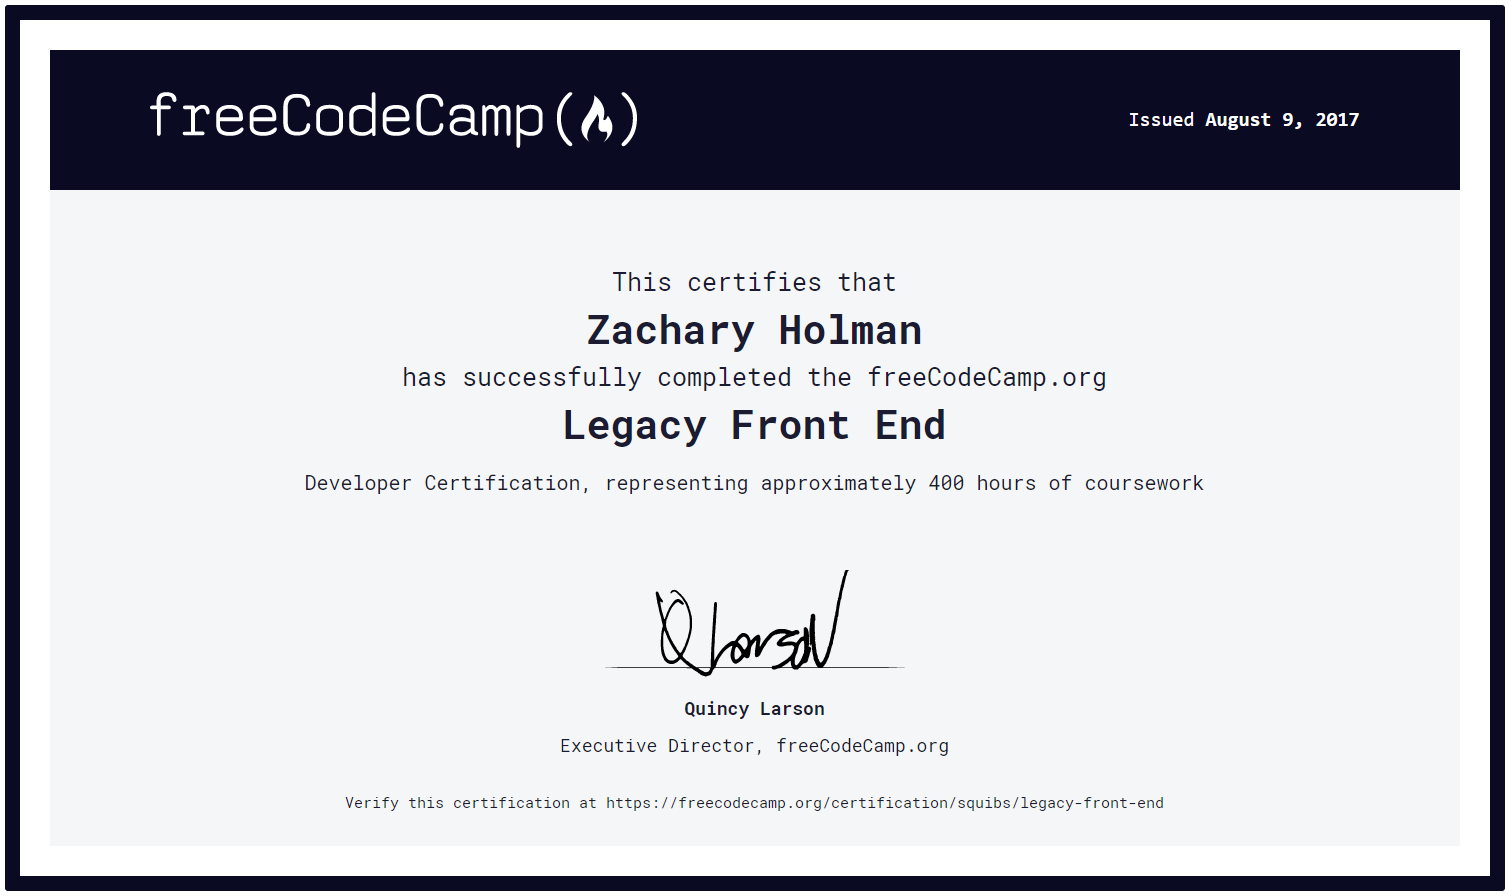 freeCodeCamp(🔥)
Issued August 9, 2017
This certifies that
Zachary Holman
has successfully completed the freeCodeCamp.org
Legacy Front End
Developer Certification, representing approximately 400 hours of coursework
Q Larson
Quincy Larson
Executive Director, freeCodeCamp.org
Verify this certification at https://freecodecamp.org/certification/squibs/legacy-front-end